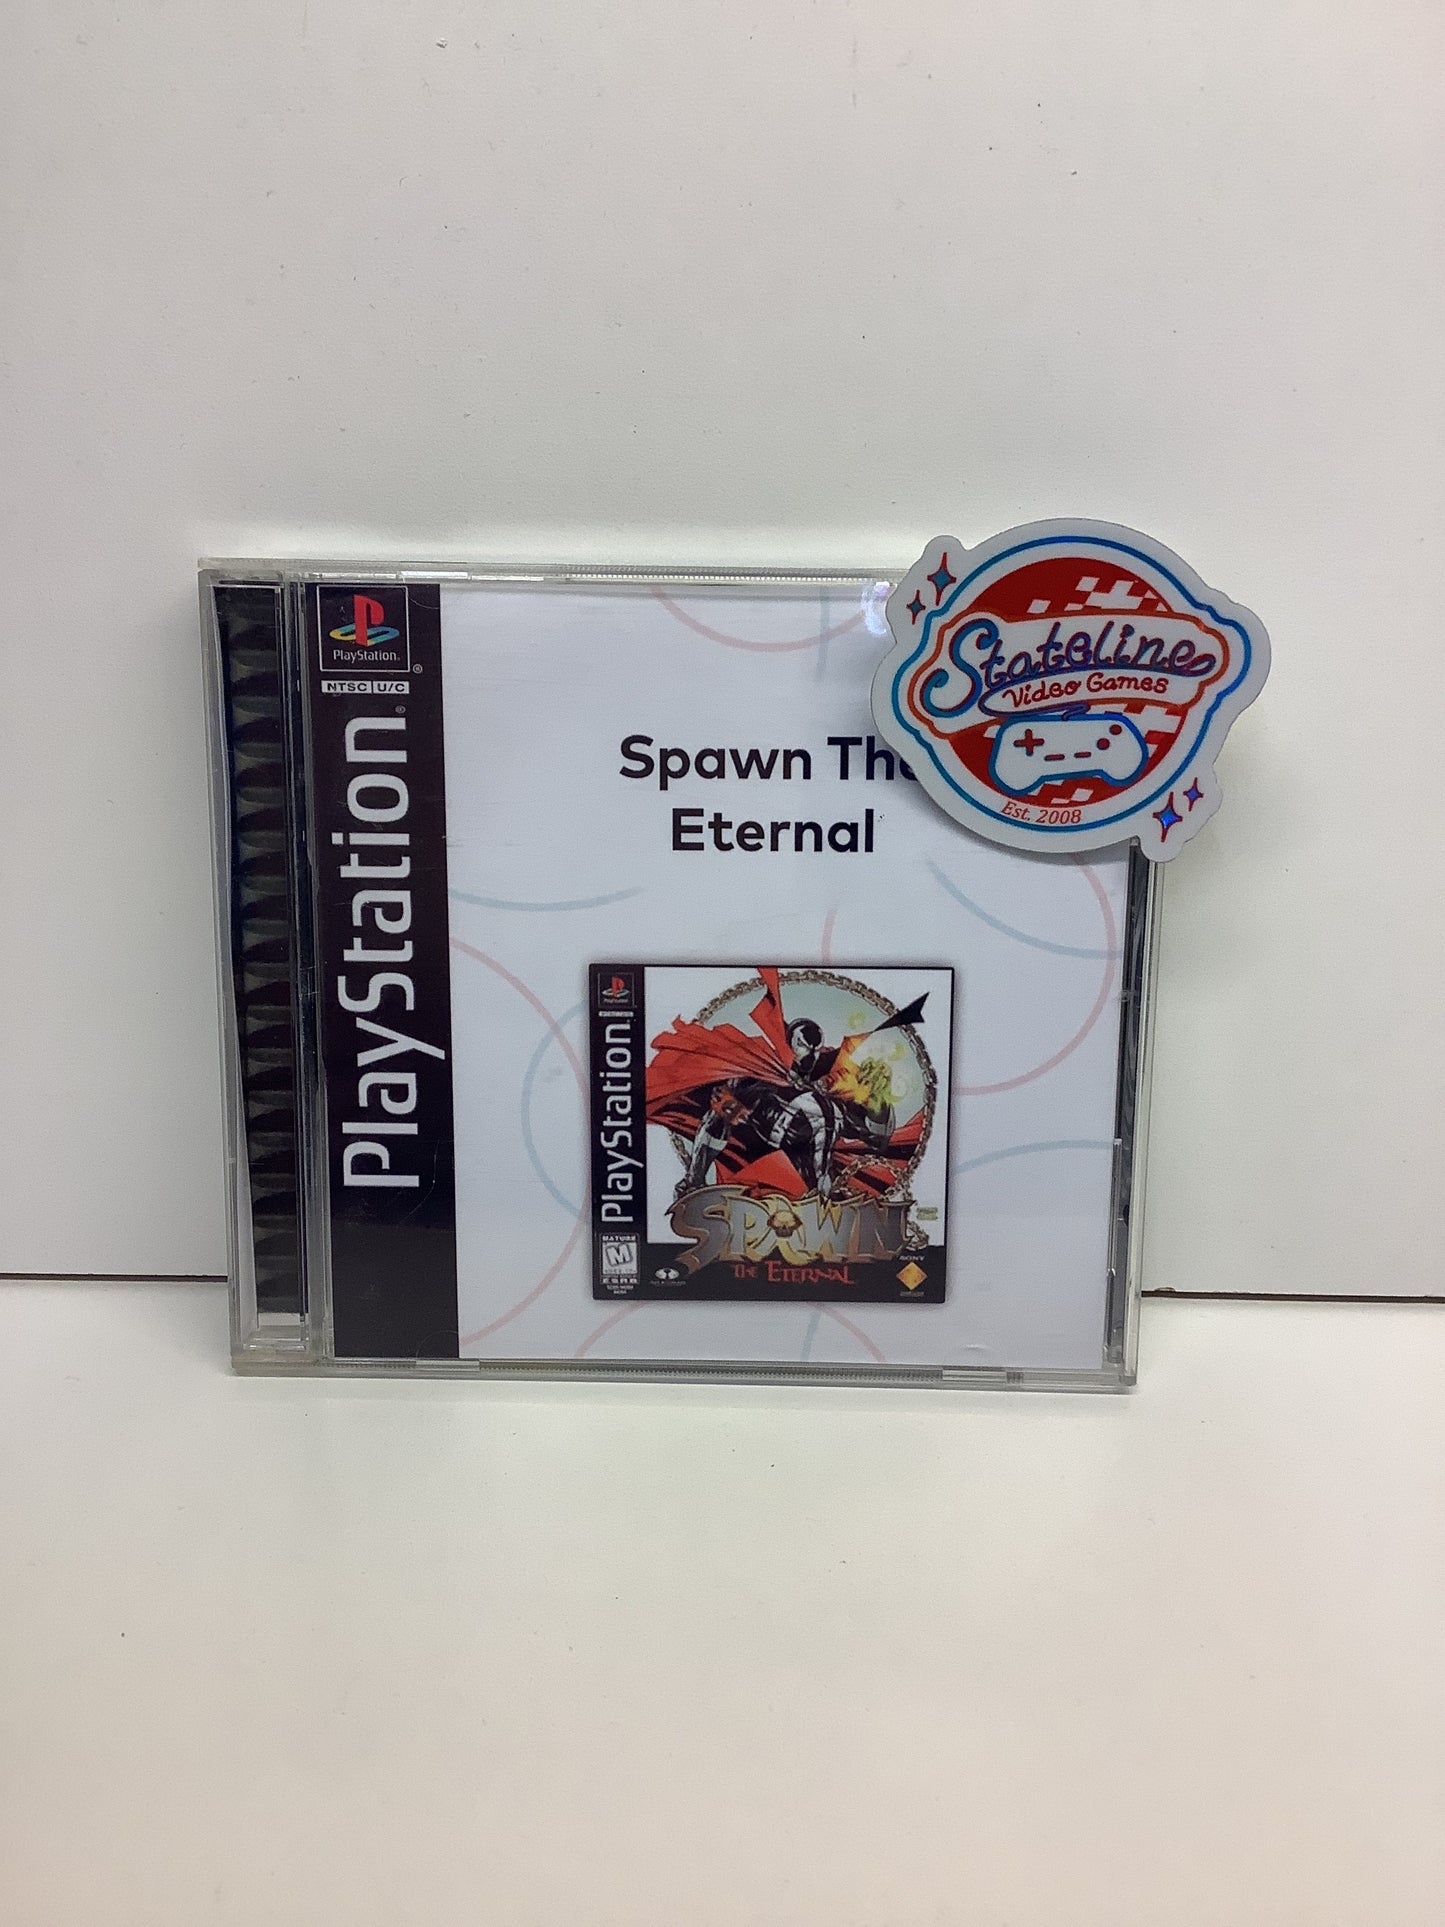 PlayStation
NTSC U/C
PlayStation
Spawn The
Eternal
Stateline
Video Games
Est. 2008
PlayStation
MATURE
M
ESRB
SPAWN
THE ETERNAL
SONY